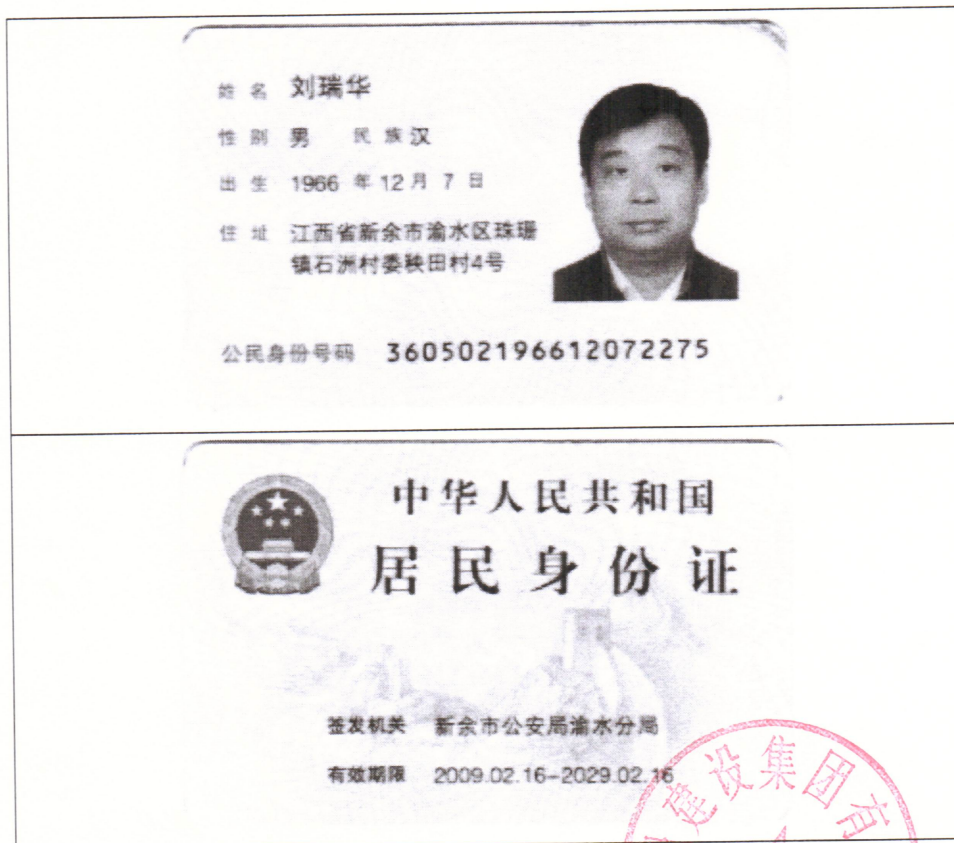 姓名 刘瑞华
性别 男 民族 汉
出生 1966 年 12 月 7 日
住址 江西省新余市渝水区珠珊
镇石洲村委秧田村4号
公民身份号码 360502196612072275
中华人民共和国
居民身份证
签发机关 新余市公安局渝水分局
有效期限 2009.02.16-2029.02.16
建设集团有